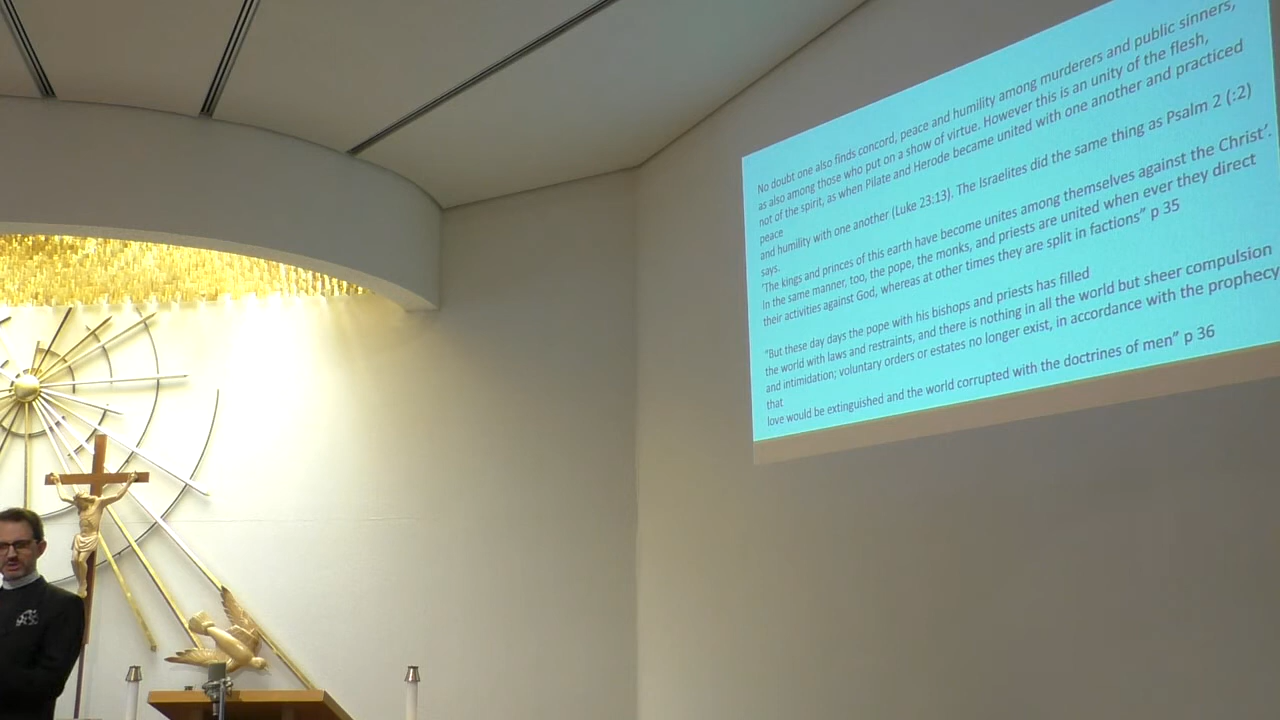 No doubt one also finds concord, peace and humility among murderers and public sinners,
as also among those who put on a show of virtue. However this is an unity of the flesh,
not of the spirit, as when Pilate and Herode became united with one another and practiced
peace
and humility with one another (Luke 23:13). The Israelites did the same thing as Psalm 2 (:2)
says.
'The kings and princes of this earth have become unites among themselves against the Christ'.
In the same manner, too, the pope, the monks, and priests are united when ever they direct
their activities against God, whereas at other times they are split in factions" p 35
"But these day days the pope with his bishops and priests has filled
the world with laws and restraints, and there is nothing in all the world but sheer compulsion
and intimidation; voluntary orders or estates no longer exist, in accordance with the prophecy
that
love would be extinguished and the world corrupted with the doctrines of men" p 36